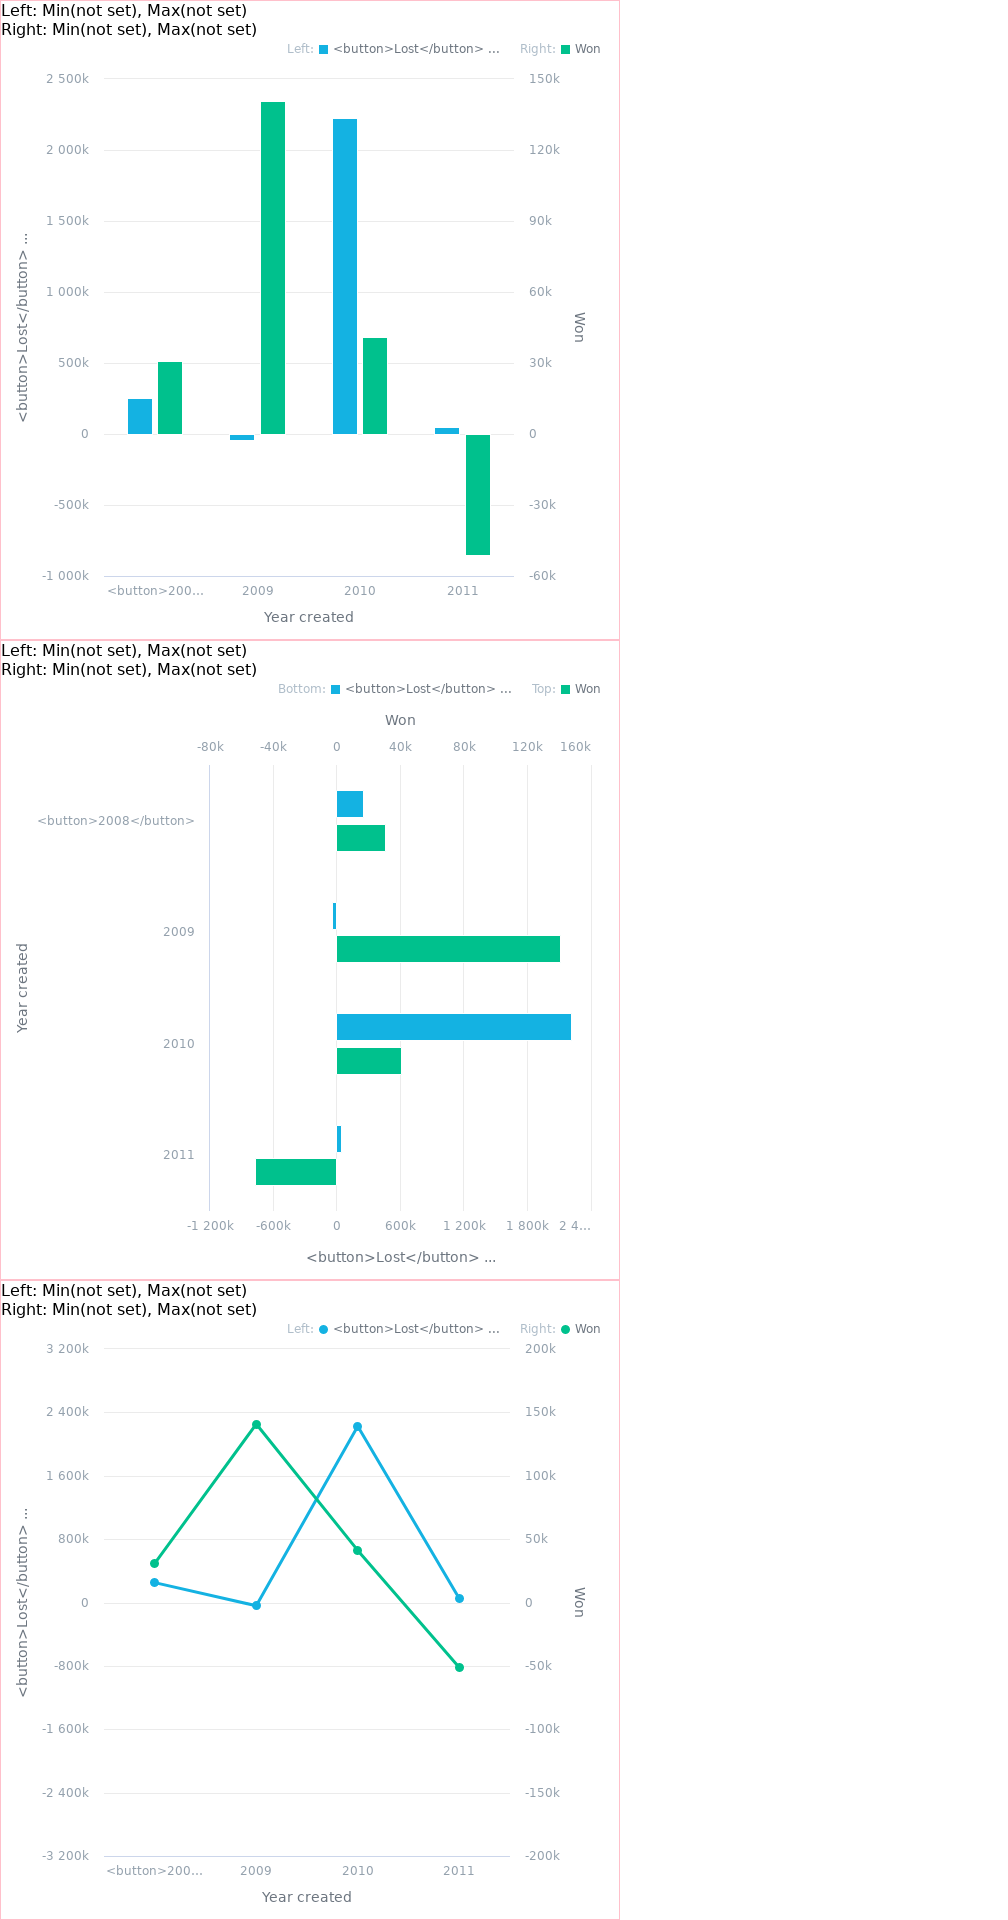 Left: Min(not set), Max(not set)
Right: Min(not set), Max(not set)
Left: <button>Lost</button> ... Right: Won
2 500k 150k
2 000k 120k
1 500k 90k
1 000k 60k
500k 30k
0 0
-500k -30k
-1 000k -60k
<button>Lost</button> ...
Won
<button>200... 2009 2010 2011
Year created
Left: Min(not set), Max(not set)
Right: Min(not set), Max(not set)
Bottom: <button>Lost</button> ... Top: Won
Won
-80k -40k 0 40k 80k 120k 160k
<button>2008</button>
2009
2010
2011
Year created
-1 200k -600k 0 600k 1 200k 1 800k 2 4...
<button>Lost</button> ...
Left: Min(not set), Max(not set)
Right: Min(not set), Max(not set)
Left: <button>Lost</button> ... Right: Won
3 200k 200k
2 400k 150k
1 600k 100k
800k 50k
0 0
-800k -50k
-1 600k -100k
-2 400k -150k
-3 200k -200k
<button>Lost</button> ...
Won
<button>200... 2009 2010 2011
Year created